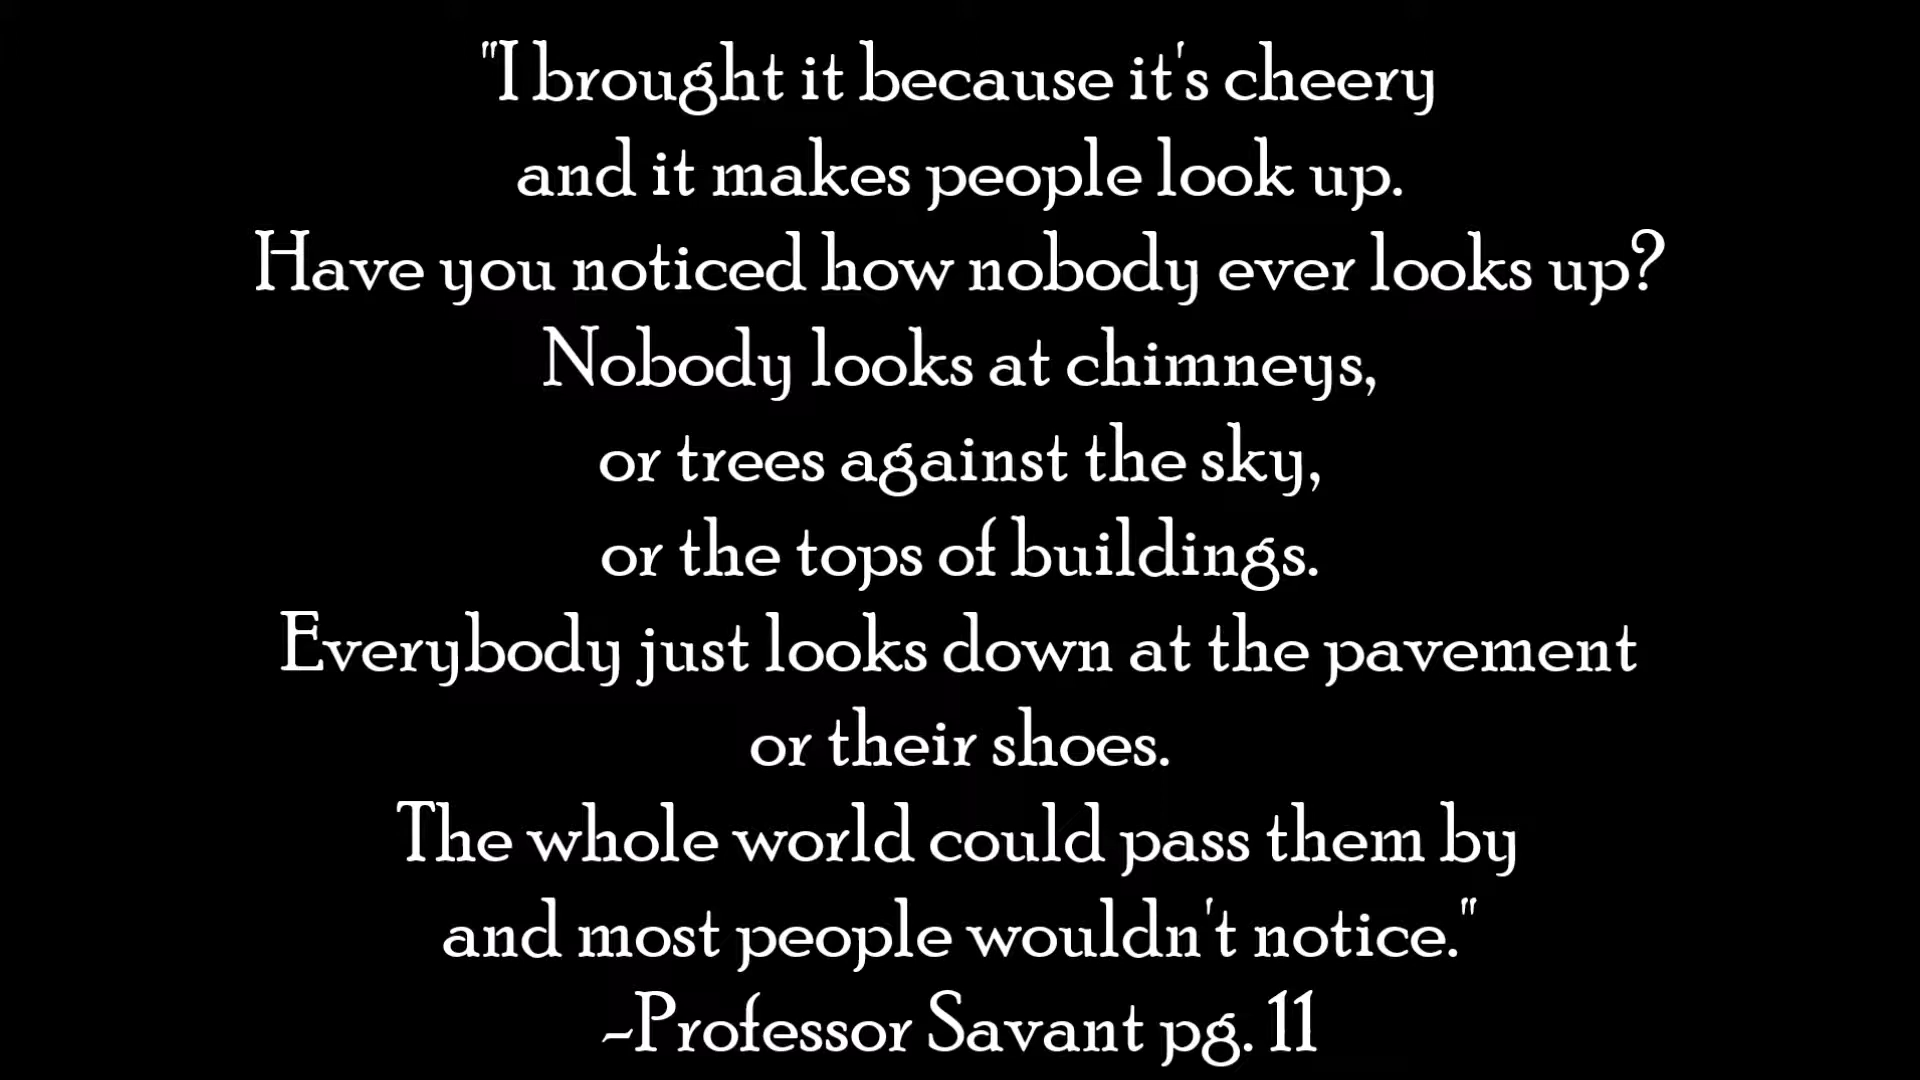 "I brought it because it's cheery
and it makes people look up.
Have you noticed how nobody ever looks up?
Nobody looks at chimneys,
or trees against the sky,
or the tops of buildings.
Everybody just looks down at the pavement
or their shoes.
The whole world could pass them by
and most people wouldn't notice."
-Professor Savant pg. 11